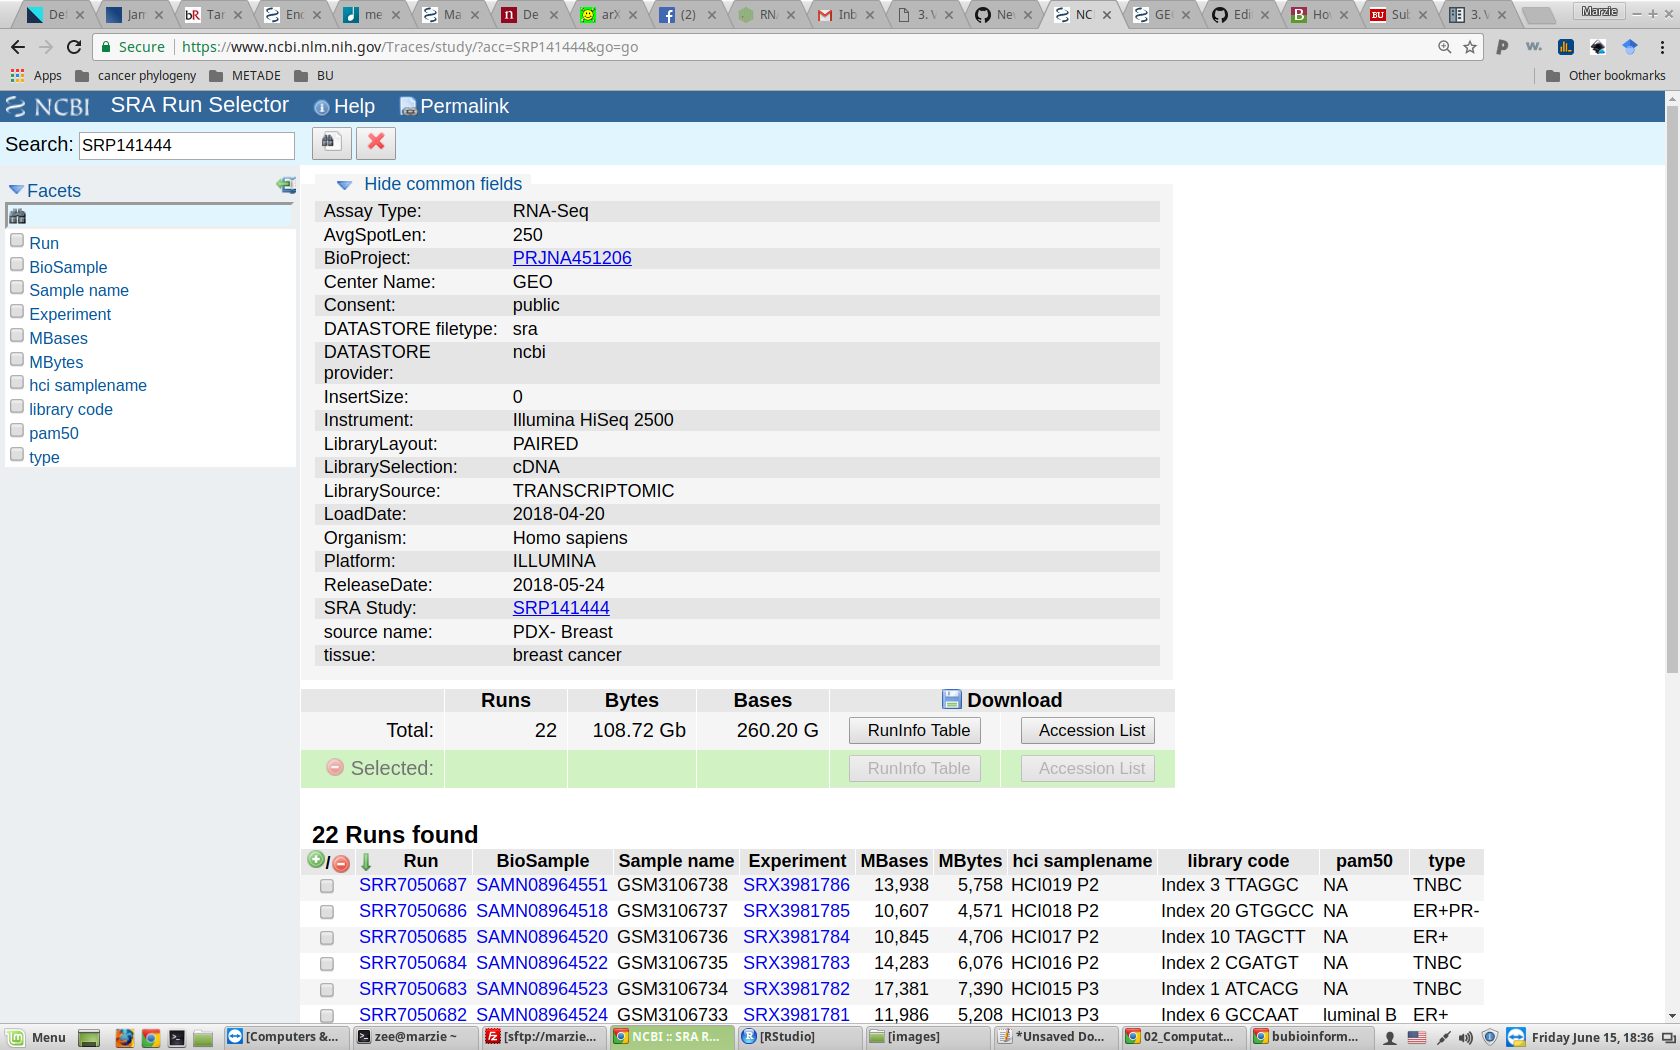 Del Jan bR Tar Enc me Ma De arX (2) RN Inb 3. V Nev NC GE Edi Ho BU Sub 3. V Marzie
Secure https://www.ncbi.nlm.nih.gov/Traces/study/?acc=SRP141444&go=go
Apps cancer phylogeny METADE BU Other bookmarks
NCBI SRA Run Selector Help Permalink
Search: SRP141444
Facets
Run
BioSample
Sample name
Experiment
MBases
MBytes
hci samplename
library code
pam50
type
Hide common fields
Assay Type: RNA-Seq
AvgSpotLen: 250
BioProject: PRJNA451206
Center Name: GEO
Consent: public
DATASTORE filetype: sra
DATASTORE ncbi
provider:
InsertSize: 0
Instrument: Illumina HiSeq 2500
LibraryLayout: PAIRED
LibrarySelection: cDNA
LibrarySource: TRANSCRIPTOMIC
LoadDate: 2018-04-20
Organism: Homo sapiens
Platform: ILLUMINA
ReleaseDate: 2018-05-24
SRA Study: SRP141444
source name: PDX- Breast
tissue: breast cancer
Runs Bytes Bases Download
Total: 22 108.72 Gb 260.20 G RunInfo Table Accession List
Selected: RunInfo Table Accession List
22 Runs found
/ Run BioSample Sample name Experiment MBases MBytes hci samplename library code pam50 type
SRR7050687 SAMN08964551 GSM3106738 SRX3981786 13,938 5,758 HCI019 P2 Index 3 TTAGGC NA TNBC
SRR7050686 SAMN08964518 GSM3106737 SRX3981785 10,607 4,571 HCI018 P2 Index 20 GTGGCC NA ER+PR-
SRR7050685 SAMN08964520 GSM3106736 SRX3981784 10,845 4,706 HCI017 P2 Index 10 TAGCTT NA ER+
SRR7050684 SAMN08964522 GSM3106735 SRX3981783 14,283 6,076 HCI016 P2 Index 2 CGATGT NA TNBC
SRR7050683 SAMN08964523 GSM3106734 SRX3981782 17,381 7,390 HCI015 P3 Index 1 ATCACG NA TNBC
SRR7050682 SAMN08964524 GSM3106733 SRX3981781 11,986 5,208 HCI013 P3 Index 6 GCCAAT luminal B ER+
Menu [Computers &... zee@marzie ~ [sftp://marzie... NCBI :: SRA R... [RStudio] [images] *Unsaved Do... 02_Computat... bubioinform... Friday June 15, 18:36